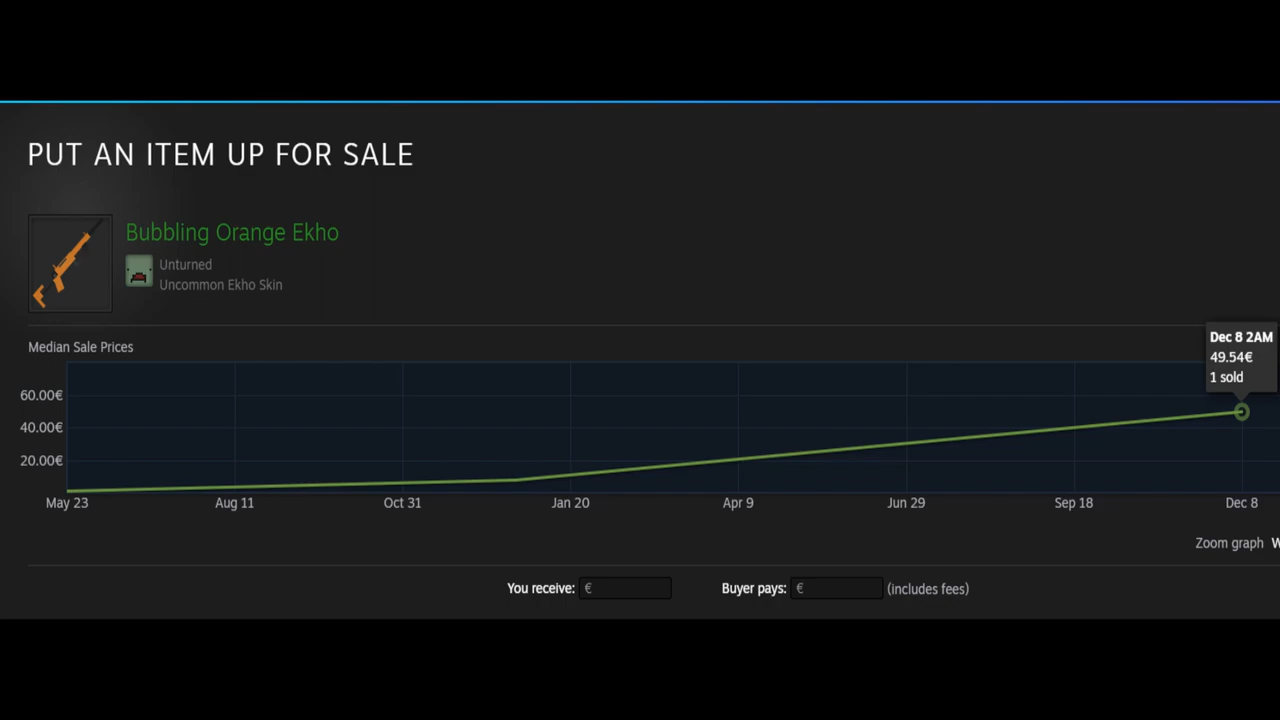 PUT AN ITEM UP FOR SALE
Bubbling Orange Ekho
Unturned
Uncommon Ekho Skin
Median Sale Prices
Dec 8 2AM
49.54€
1 sold
60.00€
40.00€
20.00€
May 23 Aug 11 Oct 31 Jan 20 Apr 9 Jun 29 Sep 18 Dec 8
Zoom graph W
You receive: € Buyer pays: € (includes fees)